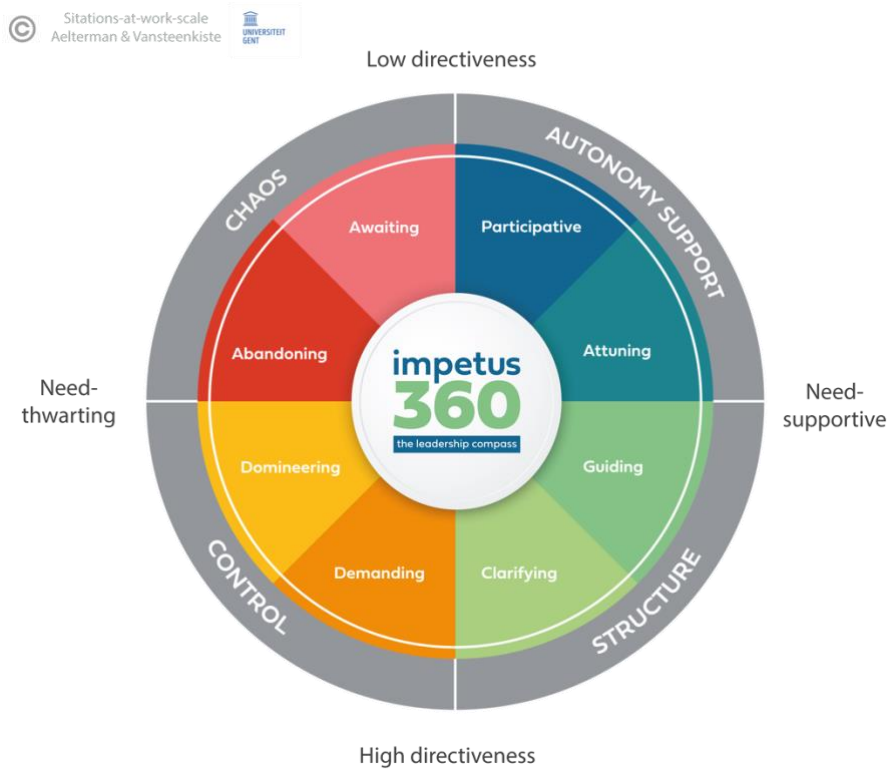 ©
Sitations-at-work-scale
Aelterman & Vansteenkiste
UNIVERSITEIT
GENT
Low directiveness
CHAOS
AUTONOMY SUPPORT
Awaiting
Participative
Abandoning
Attuning
impetus
360
the leadership compass
Need-
thwarting
Need-
supportive
Domineering
Guiding
Demanding
Clarifying
CONTROL
STRUCTURE
High directiveness